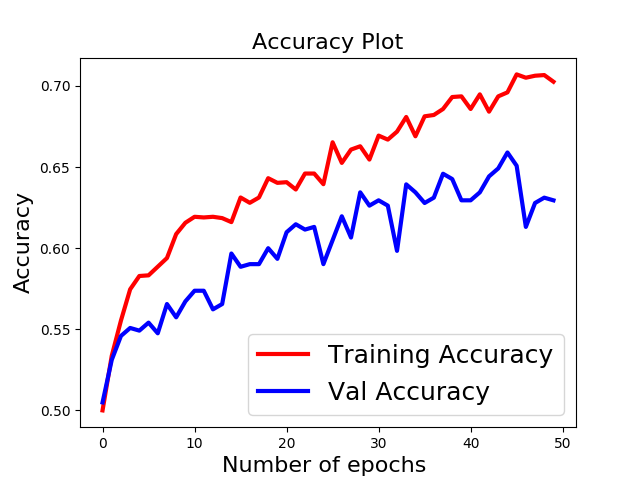 Accuracy Plot
Accuracy
0.70
0.65
0.60
0.55
0.50
Training Accuracy
Val Accuracy
0 10 20 30 40 50
Number of epochs